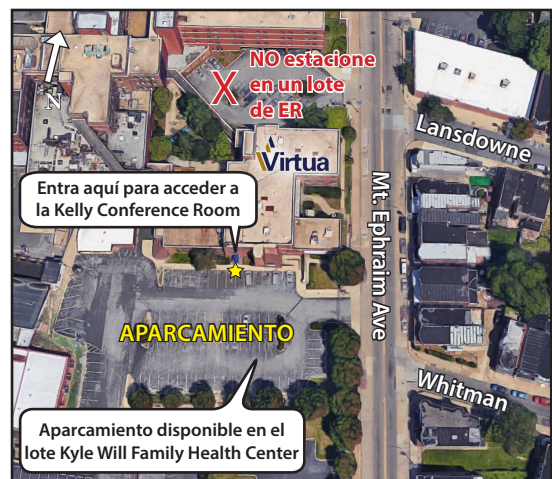 N
X
NO estacione
en un lote
de ER
Lansdowne
Virtua
Entra aquí para acceder a
la Kelly Conference Room
Mt. Ephraim Ave
APARCAMIENTO
Whitman
Aparcamiento disponible en el
lote Kyle Will Family Health Center